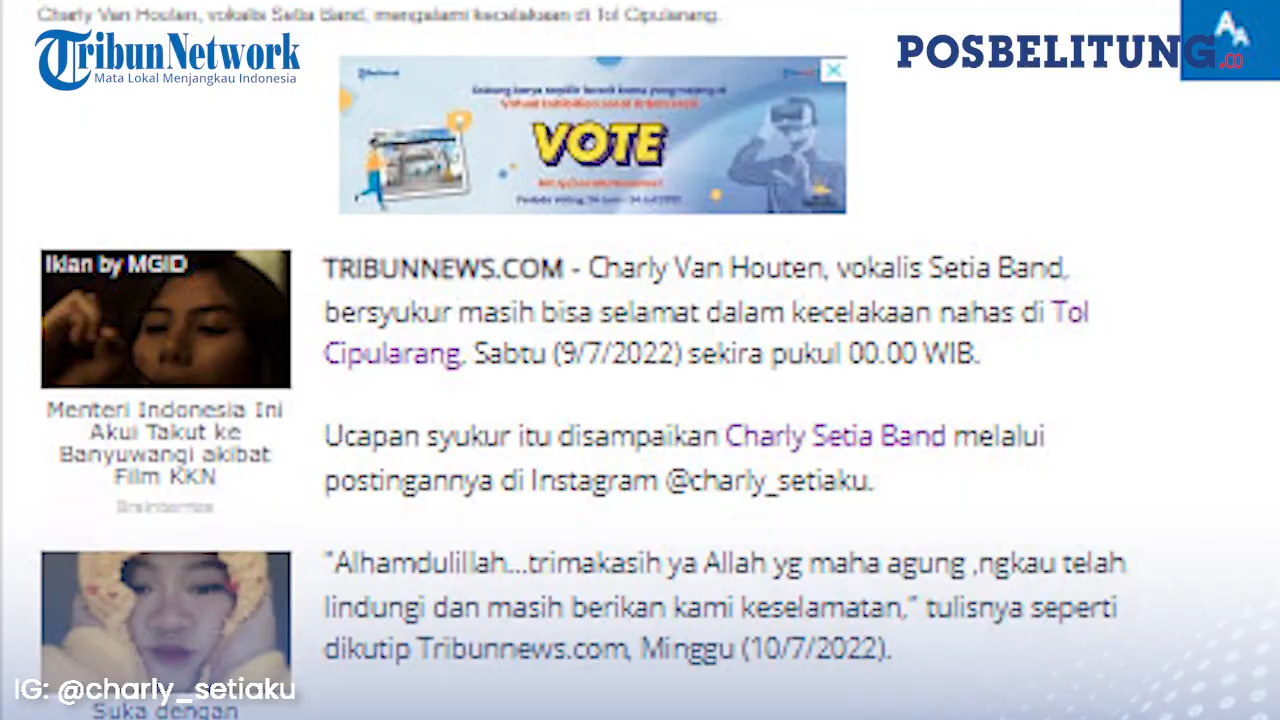 Charly Van Houten, vokalis Setia Band, mengalami kecelakaan di Tol Cipularang.
TribunNetwork
Mata Lokal Menjangkau Indonesia
POSBELITUNG.CO
AA
VOTE
Iklan by MGID
Menteri Indonesia Ini
Akui Takut ke
Banyuwangi akibat
Film KKN
Brainberries
TRIBUNNEWS.COM - Charly Van Houten, vokalis Setia Band,
bersyukur masih bisa selamat dalam kecelakaan nahas di Tol
Cipularang, Sabtu (9/7/2022) sekira pukul 00.00 WIB.
Ucapan syukur itu disampaikan Charly Setia Band melalui
postingannya di Instagram @charly_setiaku.
"Alhamdulillah...trimakasih ya Allah yg maha agung ,ngkau telah
lindungi dan masih berikan kami keselamatan," tulisnya seperti
dikutip Tribunnews.com, Minggu (10/7/2022).
IG: @charly_setiaku
Suka dengan